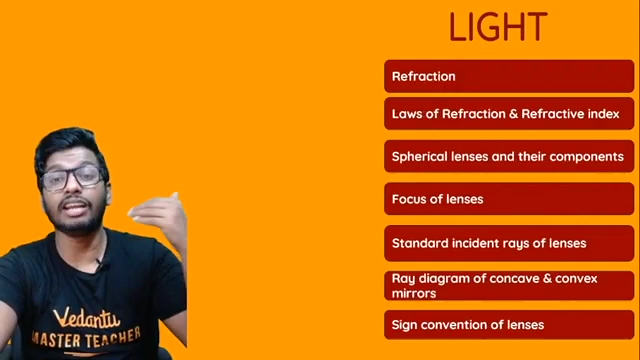 LIGHT
Refraction
Laws of Refraction & Refractive index
Spherical lenses and their components
Focus of lenses
Standard incident rays of lenses
Ray diagram of concave & convex
mirrors
Sign convention of lenses
Vedantu
MASTER TEACHER